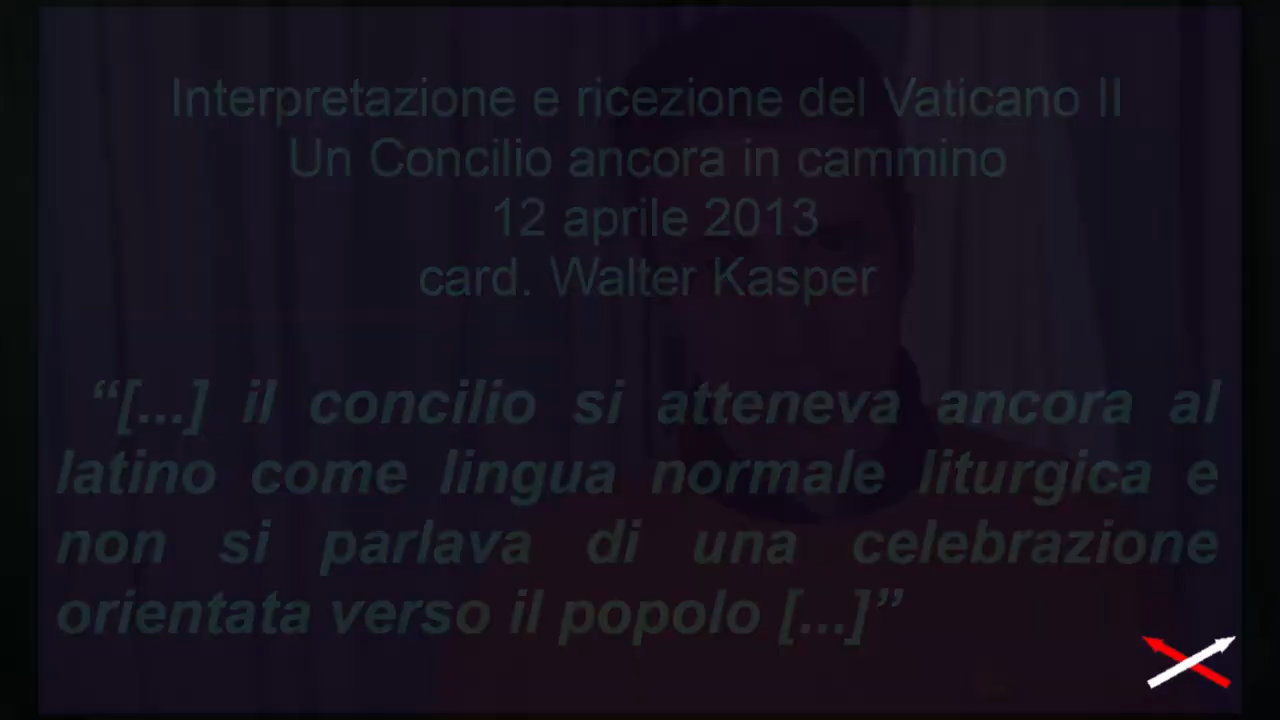 Interpretazione e ricezione del Vaticano II
Un Concilio ancora in cammino
12 aprile 2013
card. Walter Kasper
“[...] il concilio si atteneva ancora al
latino come lingua normale liturgica e
non si parlava di una celebrazione
orientata verso il popolo [...]”